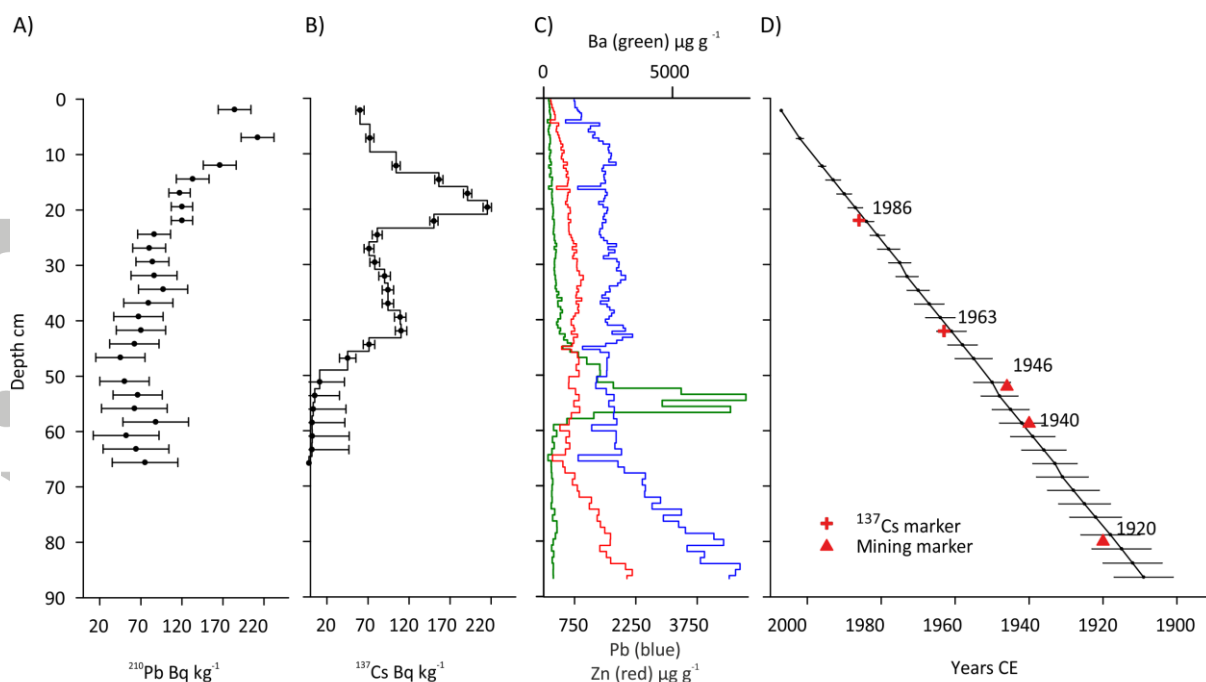 A)
B)
C)
D)
Ba (green) µg g⁻¹
0
5000
0
10
20
30
40
50
60
70
80
90
Depth cm
1986
1963
1946
1940
1920
¹³⁷Cs marker
Mining marker
20 70 120 170 220
20 70 120 170 220
750 2250 3750
2000 1980 1960 1940 1920 1900
²¹⁰Pb Bq kg⁻¹
¹³⁷Cs Bq kg⁻¹
Pb (blue)
Zn (red) µg g⁻¹
Years CE